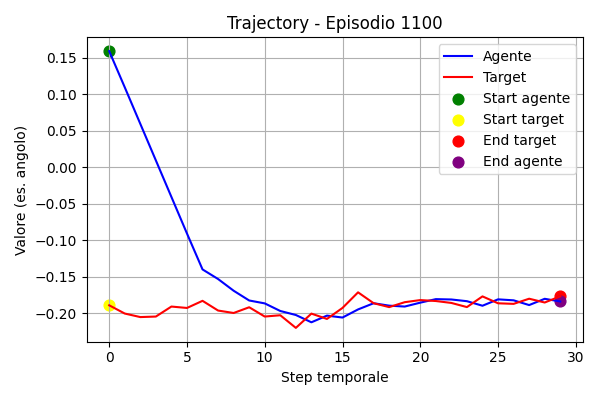 Trajectory - Episodio 1100
Valore (es. angolo)
0.15
0.10
0.05
0.00
−0.05
−0.10
−0.15
−0.20
Agente
Target
Start agente
Start target
End target
End agente
0 5 10 15 20 25 30
Step temporale